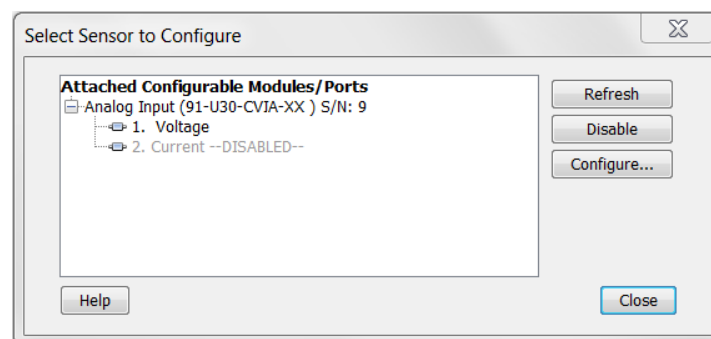 Select Sensor to Configure
Attached Configurable Modules/Ports
Analog Input (91-U30-CVIA-XX ) S/N: 9
1. Voltage
2. Current --DISABLED--
Refresh
Disable
Configure...
Help
Close